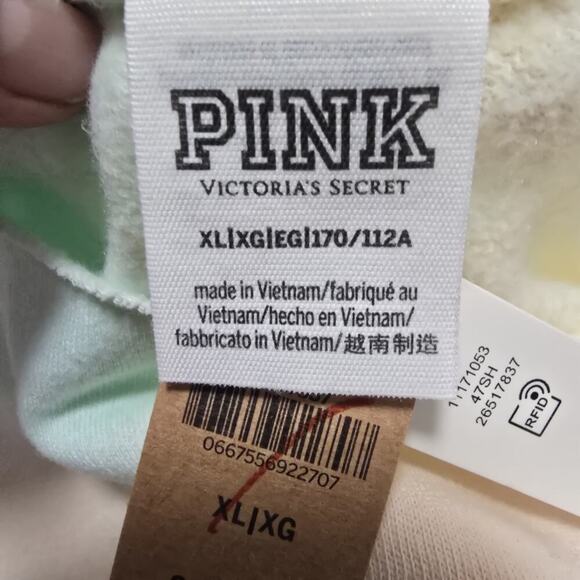 PINK
VICTORIA'S SECRET
XL|XG|EG|170/112A
made in Vietnam/fabriqué au
Vietnam/hecho en Vietnam/
fabbricato in Vietnam/越南制造
11171053
47SH
26517837
RFID
0667556922707
XL|XG